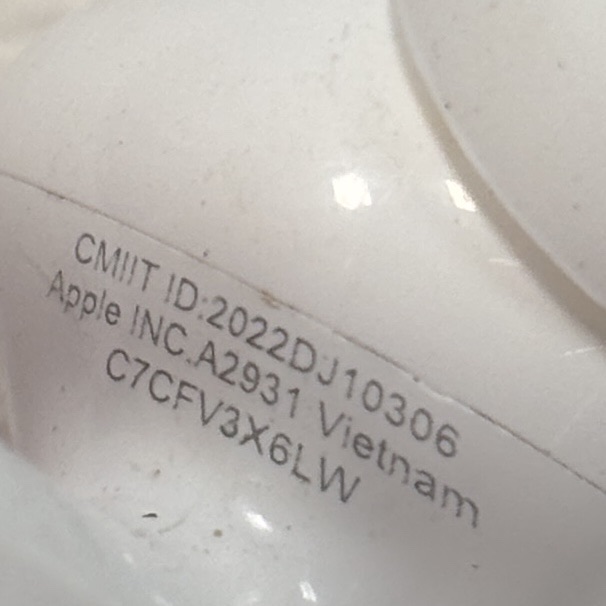 CMIIT ID:2022DJ10306
Apple INC.A2931 Vietnam
C7CFV3X6LW